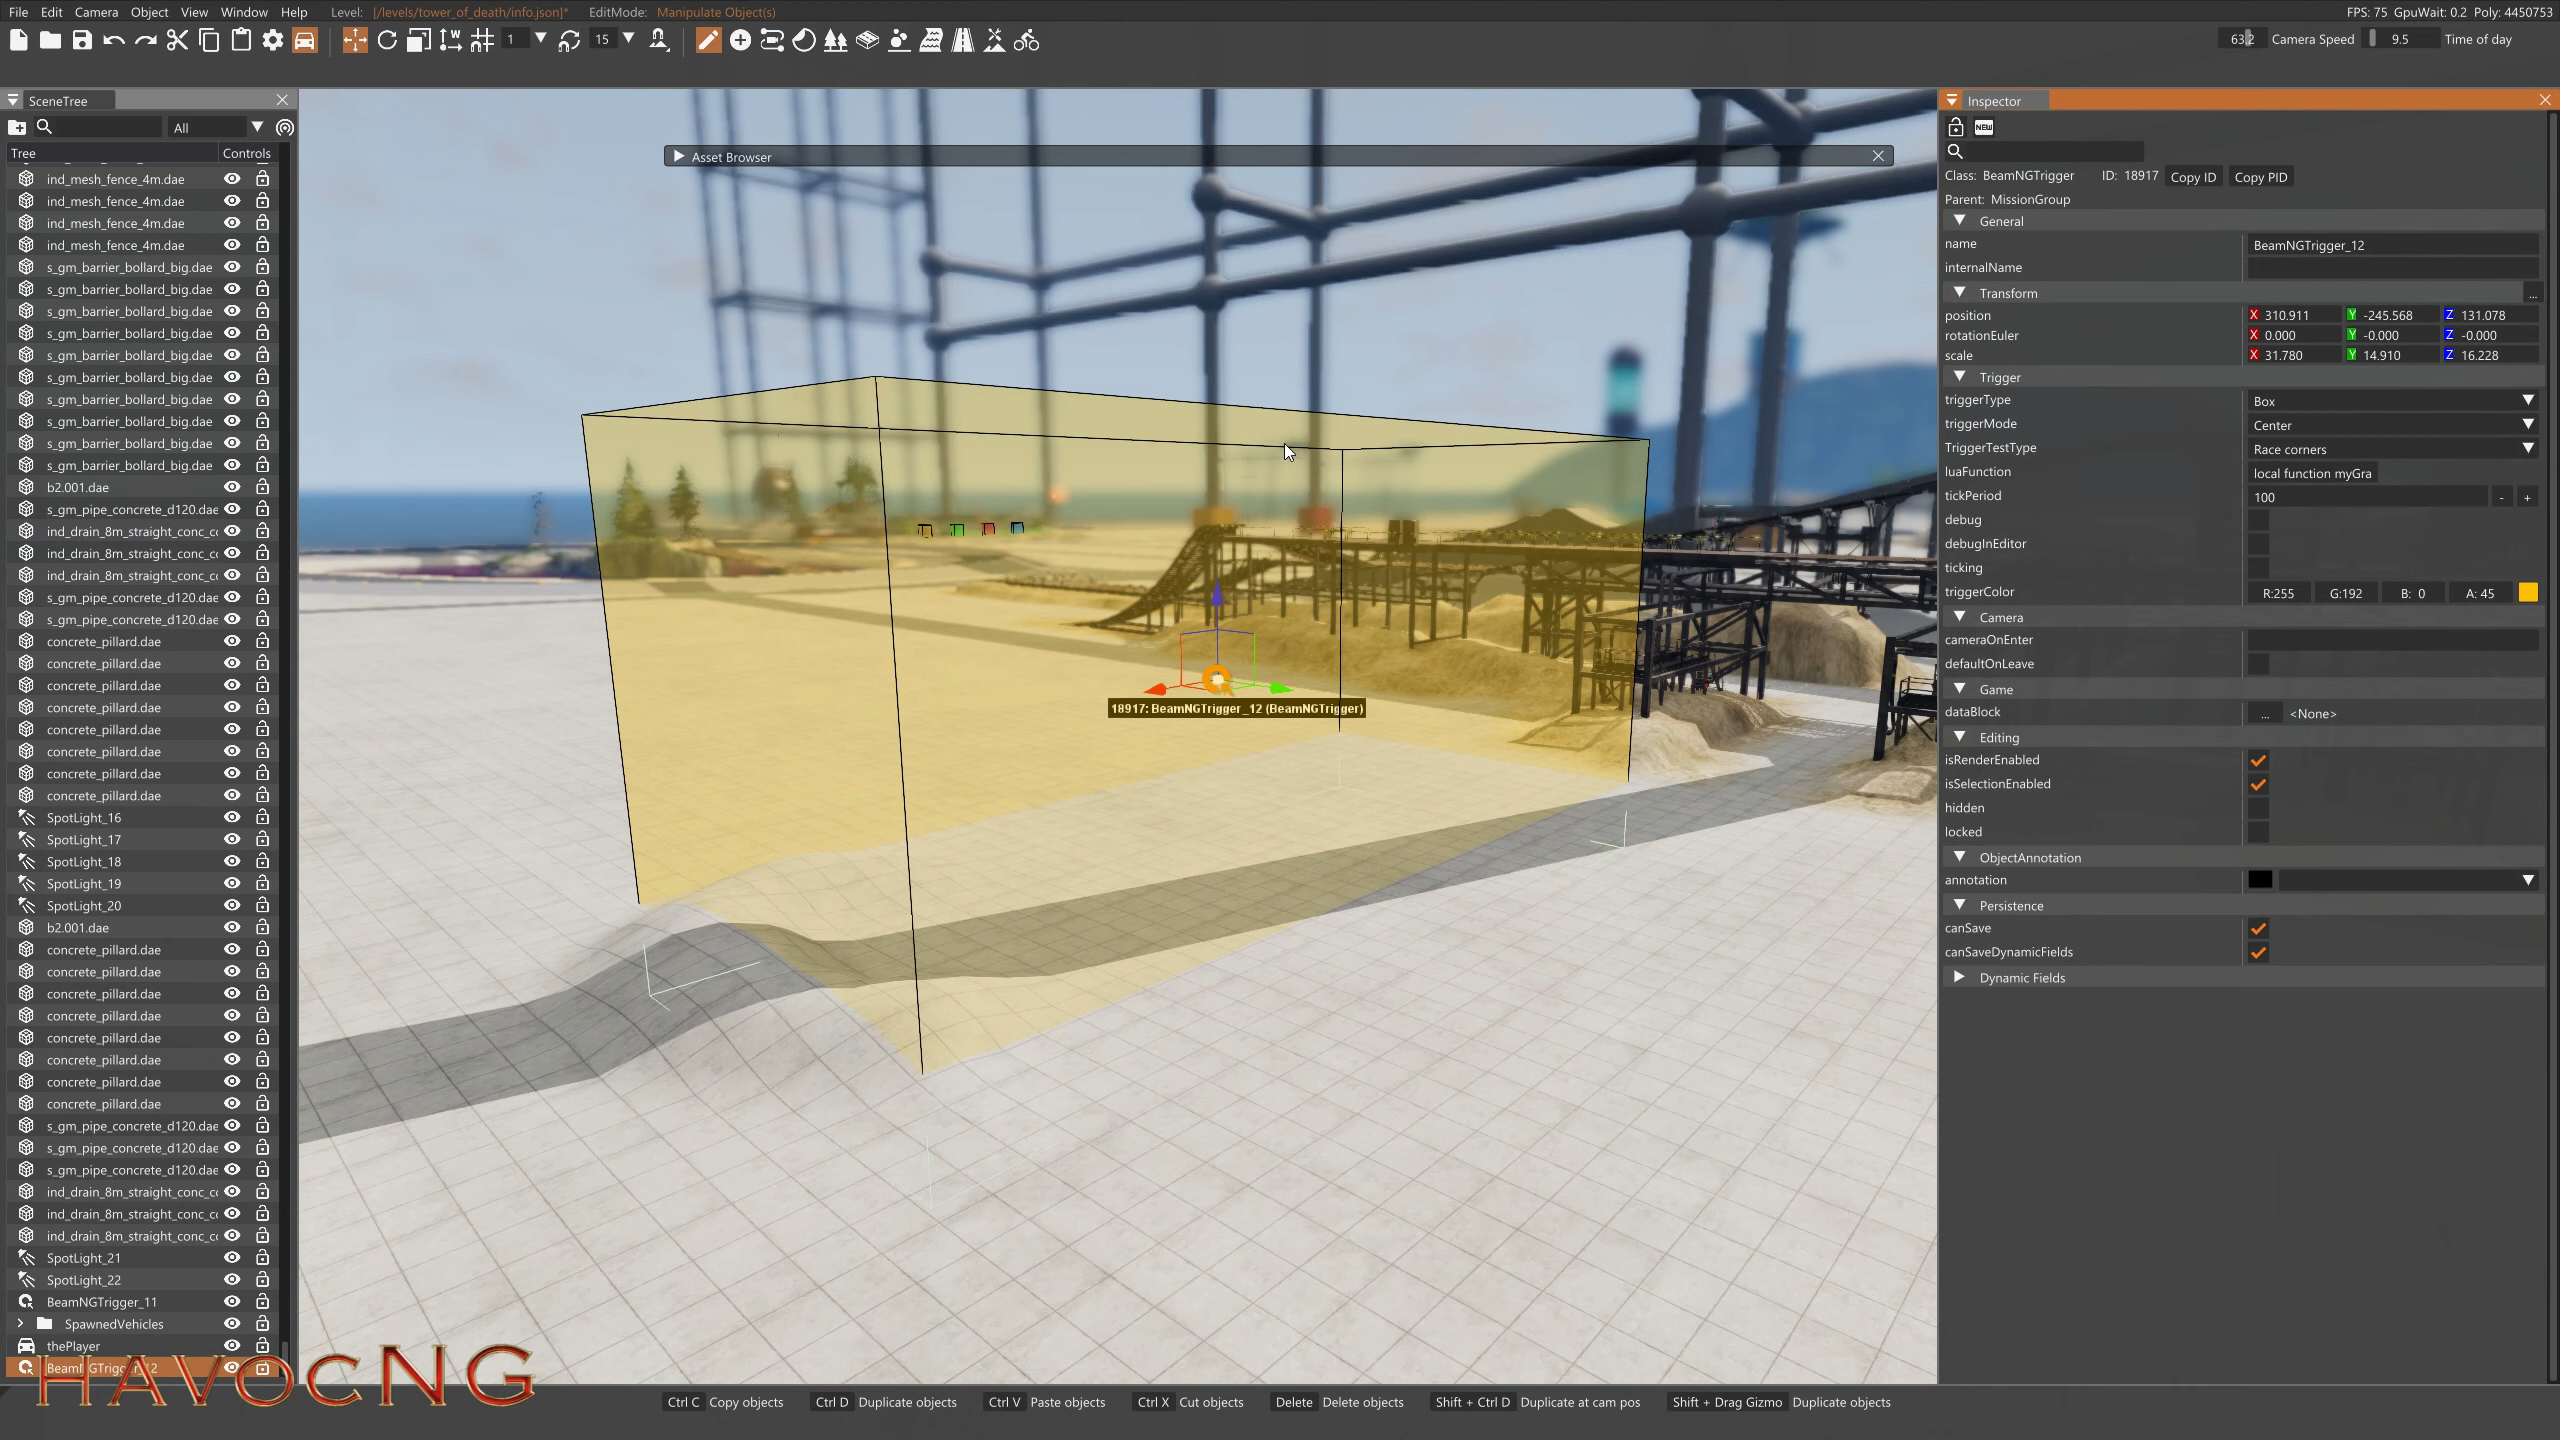 File Edit Camera Object View Window Help Level: [/levels/tower_of_death/info.json]* EditMode: Manipulate Object(s) FPS: 75 GpuWait: 0.2 Poly: 4450753
1 15 63.2 Camera Speed 9.5 Time of day
SceneTree
All
Tree Controls
ind_mesh_fence_4m.dae
ind_mesh_fence_4m.dae
ind_mesh_fence_4m.dae
ind_mesh_fence_4m.dae
s_gm_barrier_bollard_big.dae
s_gm_barrier_bollard_big.dae
s_gm_barrier_bollard_big.dae
s_gm_barrier_bollard_big.dae
s_gm_barrier_bollard_big.dae
s_gm_barrier_bollard_big.dae
s_gm_barrier_bollard_big.dae
s_gm_barrier_bollard_big.dae
s_gm_barrier_bollard_big.dae
s_gm_barrier_bollard_big.dae
b2.001.dae
s_gm_pipe_concrete_d120.dae
ind_drain_8m_straight_conc_co
ind_drain_8m_straight_conc_co
ind_drain_8m_straight_conc_co
s_gm_pipe_concrete_d120.dae
s_gm_pipe_concrete_d120.dae
concrete_pillard.dae
concrete_pillard.dae
concrete_pillard.dae
concrete_pillard.dae
concrete_pillard.dae
concrete_pillard.dae
concrete_pillard.dae
concrete_pillard.dae
SpotLight_16
SpotLight_17
SpotLight_18
SpotLight_19
SpotLight_20
b2.001.dae
concrete_pillard.dae
concrete_pillard.dae
concrete_pillard.dae
concrete_pillard.dae
concrete_pillard.dae
concrete_pillard.dae
concrete_pillard.dae
concrete_pillard.dae
s_gm_pipe_concrete_d120.dae
s_gm_pipe_concrete_d120.dae
s_gm_pipe_concrete_d120.dae
ind_drain_8m_straight_conc_co
ind_drain_8m_straight_conc_co
ind_drain_8m_straight_conc_co
SpotLight_21
SpotLight_22
BeamNGTrigger_11
SpawnedVehicles
thePlayer
BeamNGTrigger_12
HAVOCNG
Asset Browser
18917: BeamNGTrigger_12 (BeamNGTrigger)
Inspector
NEW
Class: BeamNGTrigger ID: 18917 Copy ID Copy PID
Parent: MissionGroup
General
name BeamNGTrigger_12
internalName
Transform ...
position X 310.911 Y -245.568 Z 131.078
rotationEuler X 0.000 Y -0.000 Z -0.000
scale X 31.780 Y 14.910 Z 16.228
Trigger
triggerType Box
triggerMode Center
TriggerTestType Race corners
luaFunction local function myGra
tickPeriod 100 - +
debug
debugInEditor
ticking
triggerColor R:255 G:192 B: 0 A: 45
Camera
cameraOnEnter
defaultOnLeave
Game
dataBlock ... <None>
Editing
isRenderEnabled
isSelectionEnabled
hidden
locked
ObjectAnnotation
annotation
Persistence
canSave
canSaveDynamicFields
Dynamic Fields
Ctrl C Copy objects Ctrl D Duplicate objects Ctrl V Paste objects Ctrl X Cut objects Delete Delete objects Shift + Ctrl D Duplicate at cam pos Shift + Drag Gizmo Duplicate objects